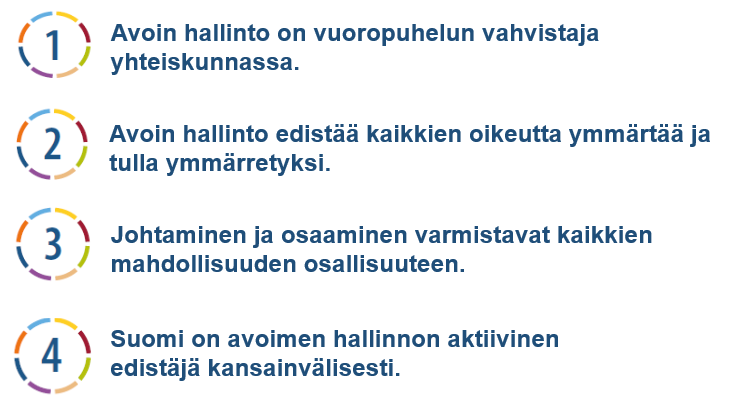 1
Avoin hallinto on vuoropuhelun vahvistaja
yhteiskunnassa.
2
Avoin hallinto edistää kaikkien oikeutta ymmärtää ja
tulla ymmärretyksi.
3
Johtaminen ja osaaminen varmistavat kaikkien
mahdollisuuden osallisuuteen.
4
Suomi on avoimen hallinnon aktiivinen
edistäjä kansainvälisesti.